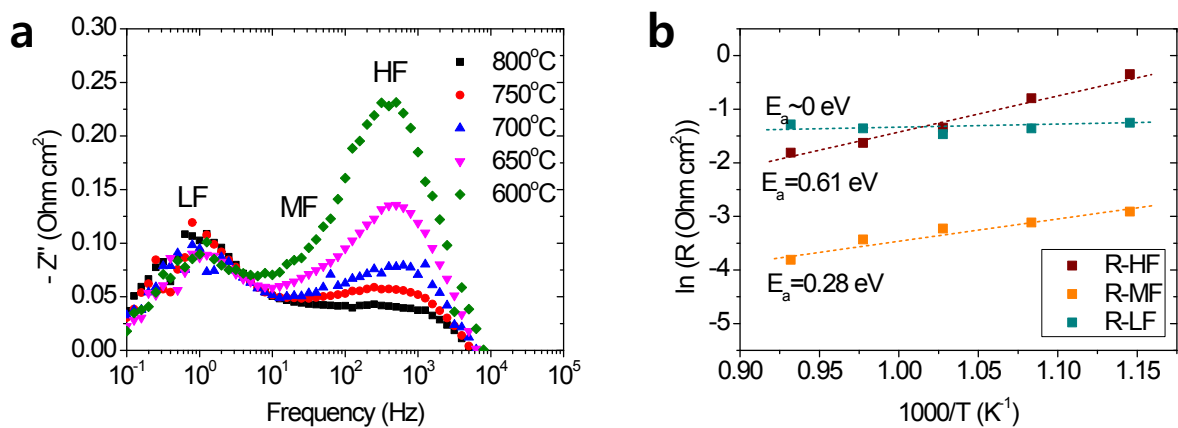 a
- Z'' (Ohm cm²)
0.30
0.25
0.20
0.15
0.10
0.05
0.00
LF
MF
HF
800°C
750°C
700°C
650°C
600°C
10⁻¹ 10⁰ 10¹ 10² 10³ 10⁴ 10⁵
Frequency (Hz)
b
ln (R (Ohm cm²))
0
-1
-2
-3
-4
-5
Eₐ~0 eV
Eₐ=0.61 eV
Eₐ=0.28 eV
R-HF
R-MF
R-LF
0.90 0.95 1.00 1.05 1.10 1.15
1000/T (K⁻¹)